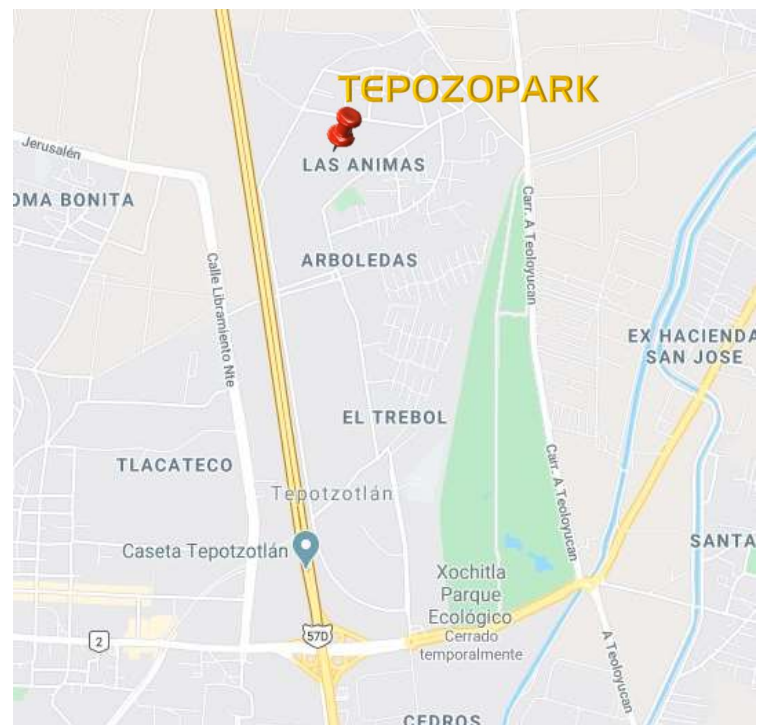 TEPOZOPARK
Jerusalén
LAS ANIMAS
OMA BONITA
Carr. A Teoloyucan
ARBOLEDAS
Calle Libramiento Nte
EX HACIENDA
SAN JOSE
EL TREBOL
TLACATECO
Carr. A Teoloyucan
Tepotzotlán
Caseta Tepotzotlán
SANTA
Xochitla
Parque
Ecológico
Cerrado
temporalmente
2
57D
A Teoloyucan
CEDROS